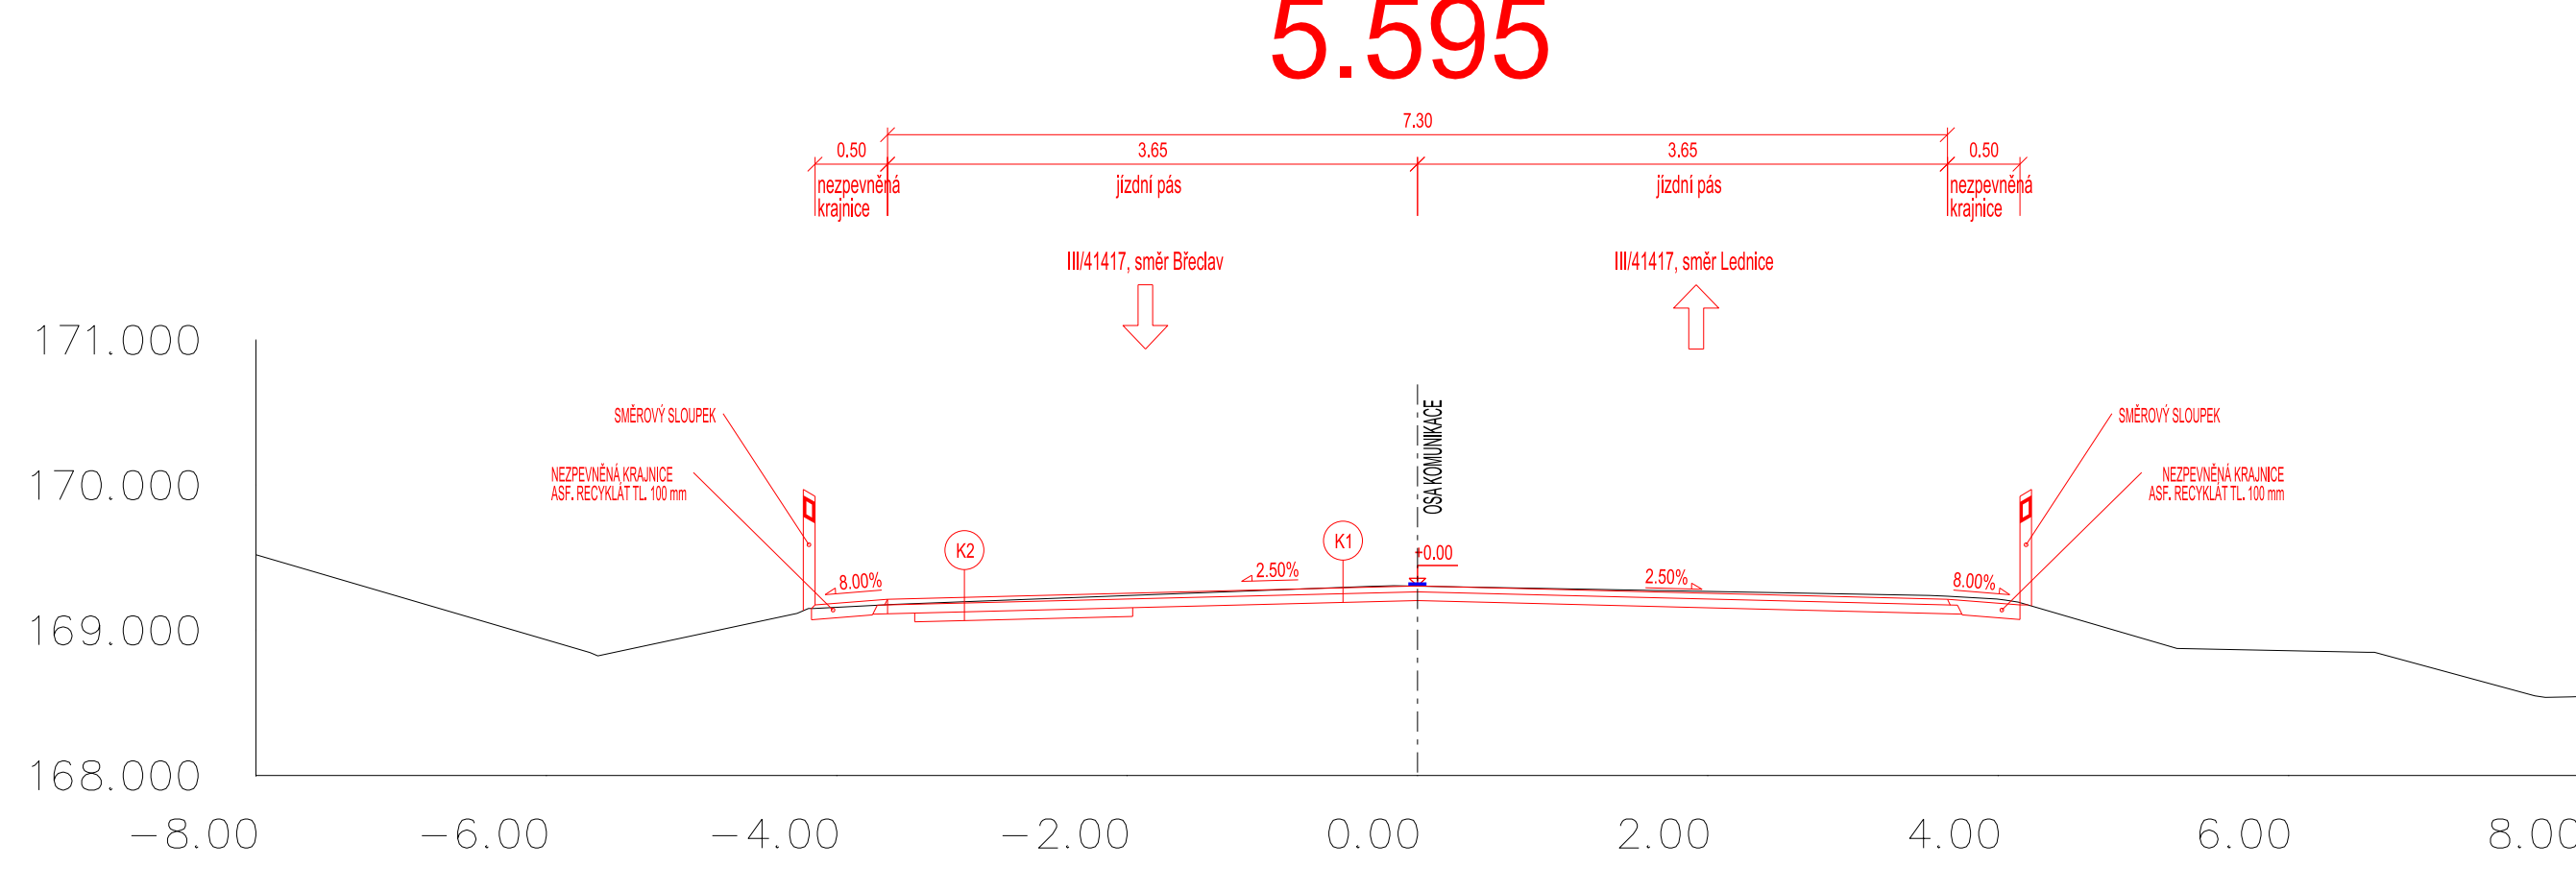 5.595
7.30
0.50
3.65
3.65
0.50
nezpevněná
krajnice
jízdní pás
jízdní pás
nezpevněná
krajnice
III/41417, směr Břeclav
III/41417, směr Lednice
171.000
170.000
169.000
168.000
SMĚROVÝ SLOUPEK
NEZPEVNĚNÁ KRAJNICE
ASF. RECYKLÁT TL. 100 mm
OSA KOMUNIKACE
SMĚROVÝ SLOUPEK
NEZPEVNĚNÁ KRAJNICE
ASF. RECYKLÁT TL. 100 mm
K2
K1
+0.00
8.00%
2.50%
2.50%
8.00%
-8.00
-6.00
-4.00
-2.00
0.00
2.00
4.00
6.00
8.00